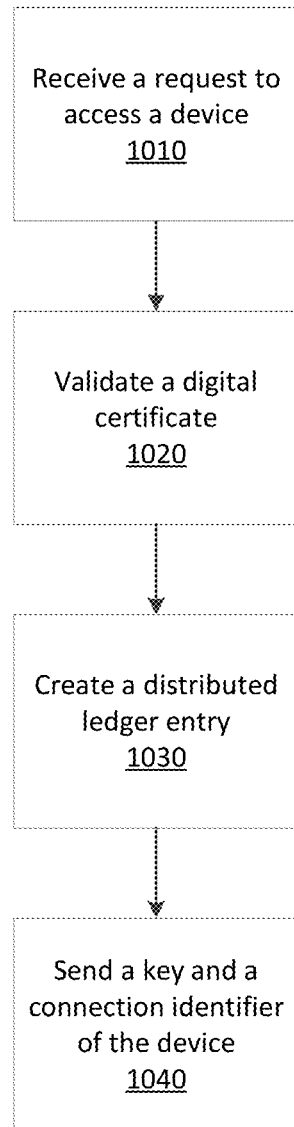 Receive a request to
access a device
1010
Validate a digital
certificate
1020
Create a distributed
ledger entry
1030
Send a key and a
connection identifier
of the device
1040